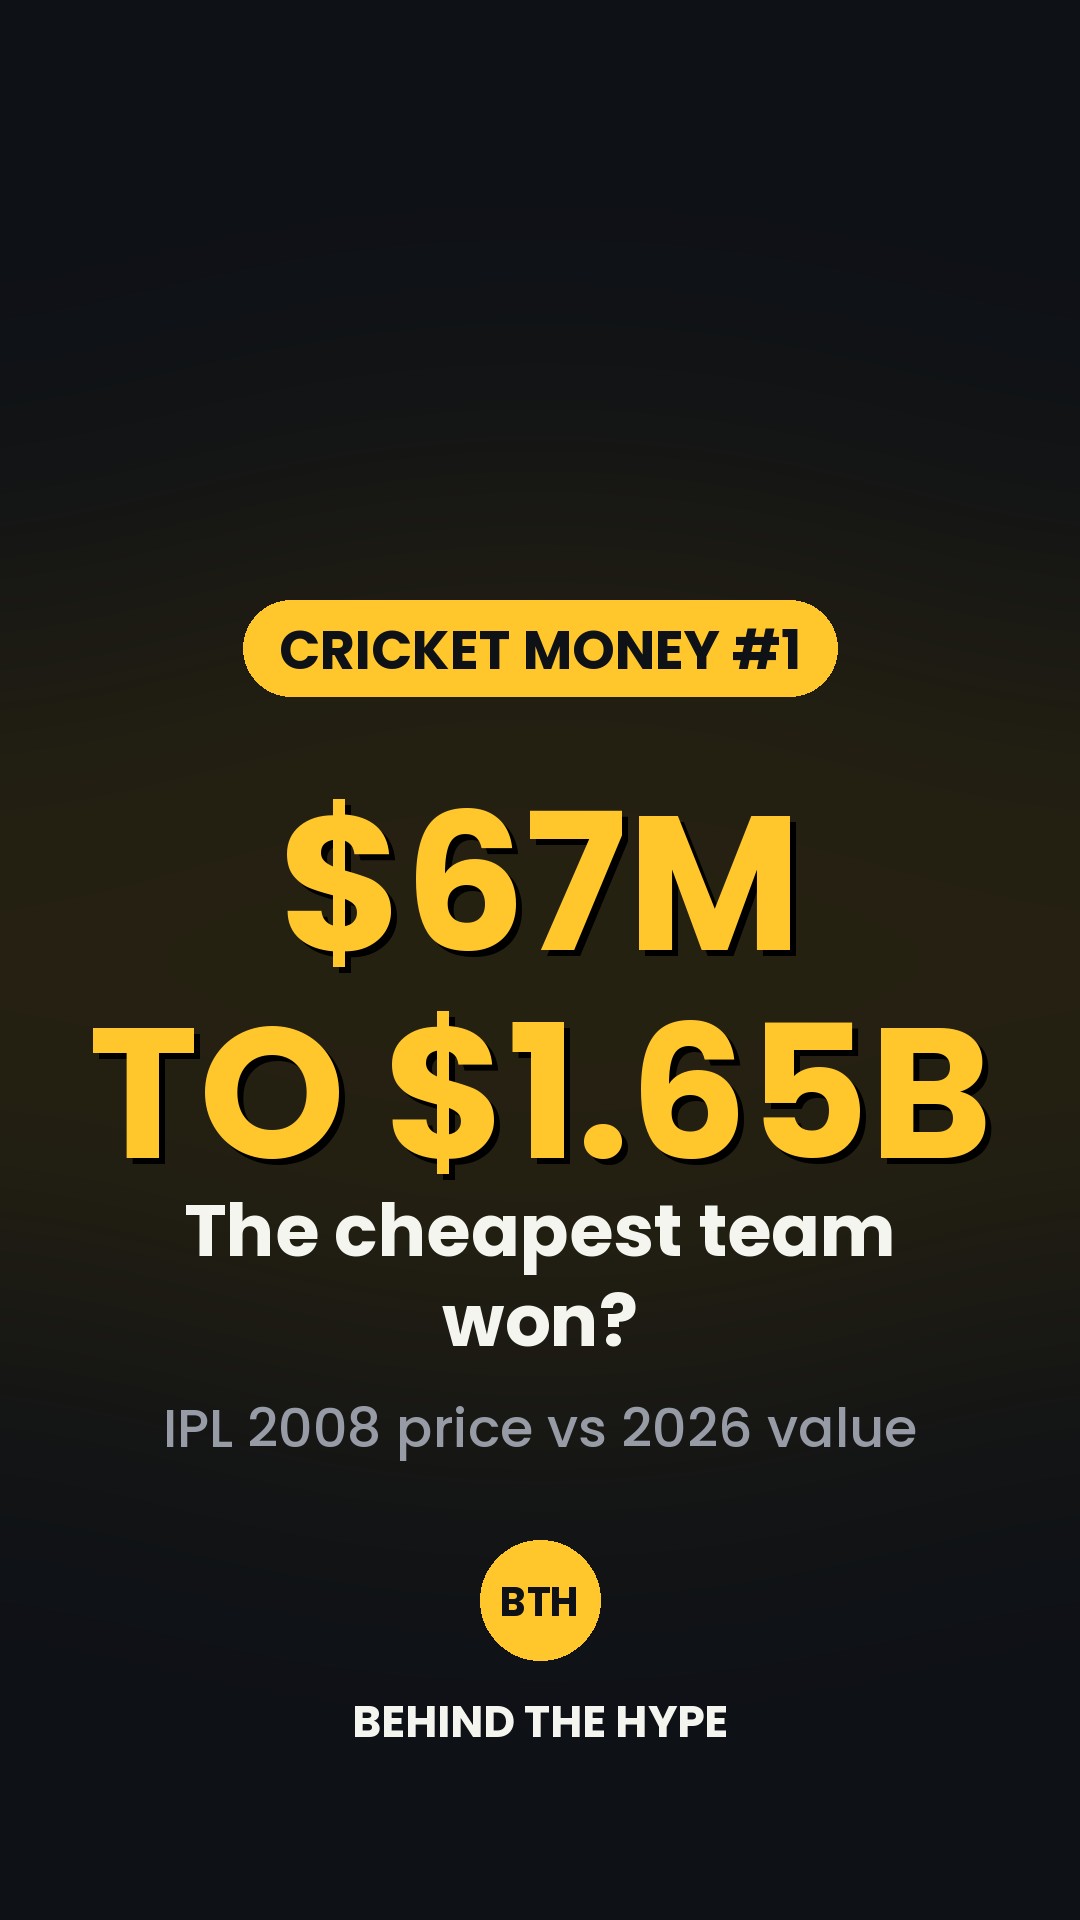 CRICKET MONEY #1
$67M
TO $1.65B
The cheapest team
won?
IPL 2008 price vs 2026 value
BTH
BEHIND THE HYPE